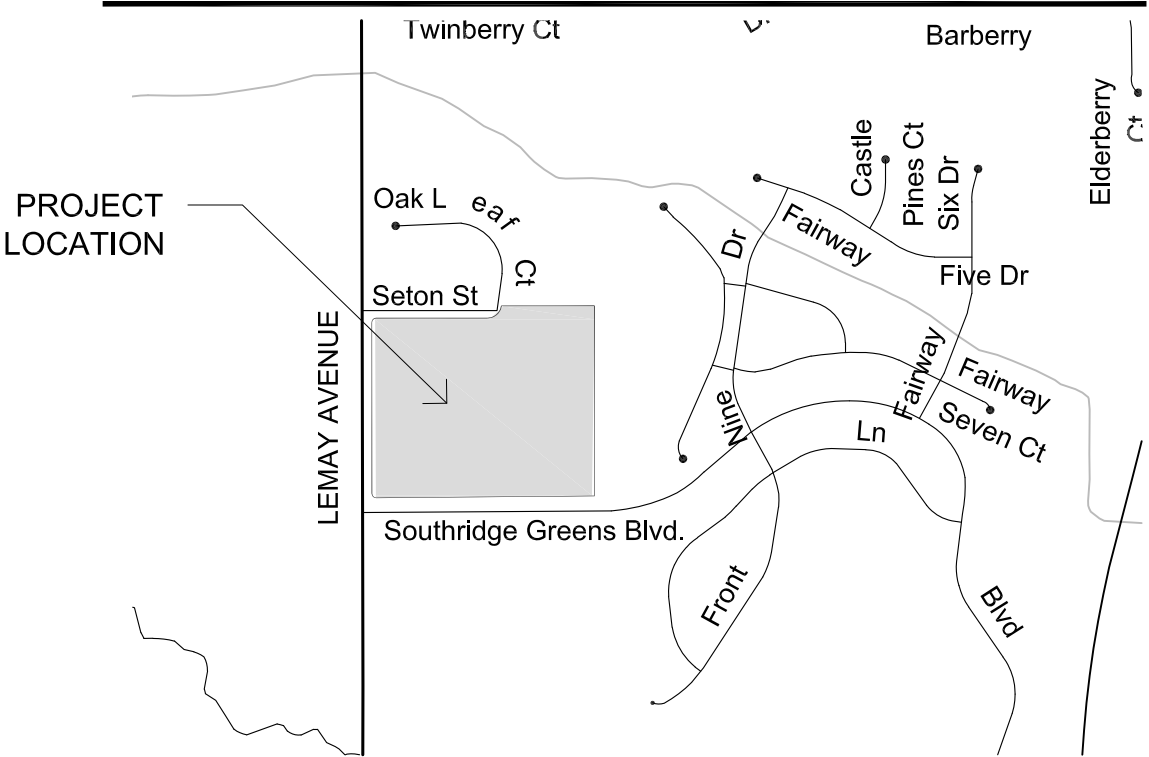 Twinberry Ct
Barberry
Elderberry
Ct
Castle
Pines Ct
Six Dr
PROJECT
LOCATION
Oak L eaf Ct
Fairway
Dr
Five Dr
Seton St
LEMAY AVENUE
Fairway
Fairway
Seven Ct
Nine
Ln
Southridge Greens Blvd.
Front
Blvd